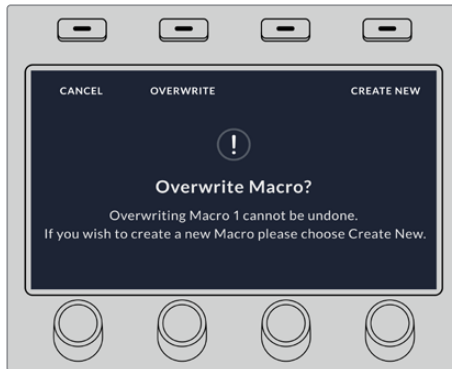 CANCEL OVERWRITE CREATE NEW
!
Overwrite Macro?
Overwriting Macro 1 cannot be undone.
If you wish to create a new Macro please choose Create New.